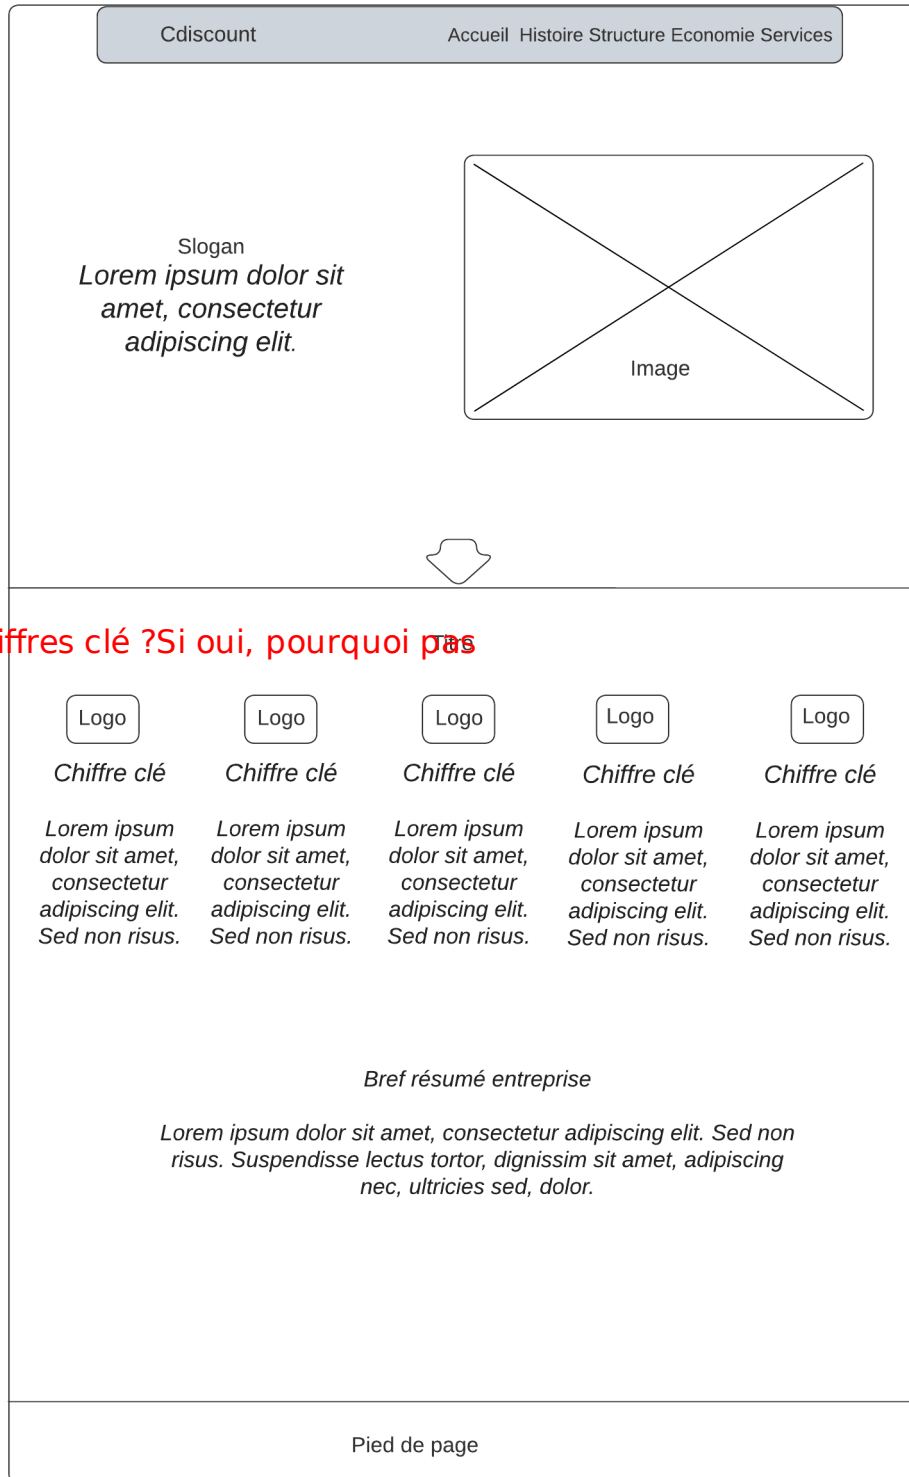 Cdiscount
Accueil Histoire Structure Economie Services
Slogan
Lorem ipsum dolor sit
amet, consectetur
adipiscing elit.
Image
iffres clé ?Si oui, pourquoi pas
Titre
Logo
Logo
Logo
Logo
Logo
Chiffre clé
Chiffre clé
Chiffre clé
Chiffre clé
Chiffre clé
Lorem ipsum
dolor sit amet,
consectetur
adipiscing elit.
Sed non risus.
Lorem ipsum
dolor sit amet,
consectetur
adipiscing elit.
Sed non risus.
Lorem ipsum
dolor sit amet,
consectetur
adipiscing elit.
Sed non risus.
Lorem ipsum
dolor sit amet,
consectetur
adipiscing elit.
Sed non risus.
Lorem ipsum
dolor sit amet,
consectetur
adipiscing elit.
Sed non risus.
Bref résumé entreprise
Lorem ipsum dolor sit amet, consectetur adipiscing elit. Sed non
risus. Suspendisse lectus tortor, dignissim sit amet, adipiscing
nec, ultricies sed, dolor.
Pied de page